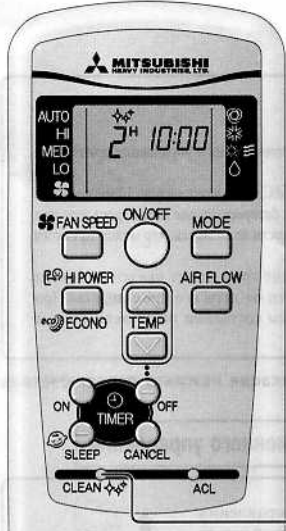 MITSUBISHI
HEAVY INDUSTRIES, LTD.
AUTO
HI
MED
LO
2H 10:00
FAN SPEED
ON/OFF
MODE
HI POWER
AIR FLOW
eco ECONO
TEMP
ON
TIMER
OFF
SLEEP
CANCEL
CLEAN
ACL